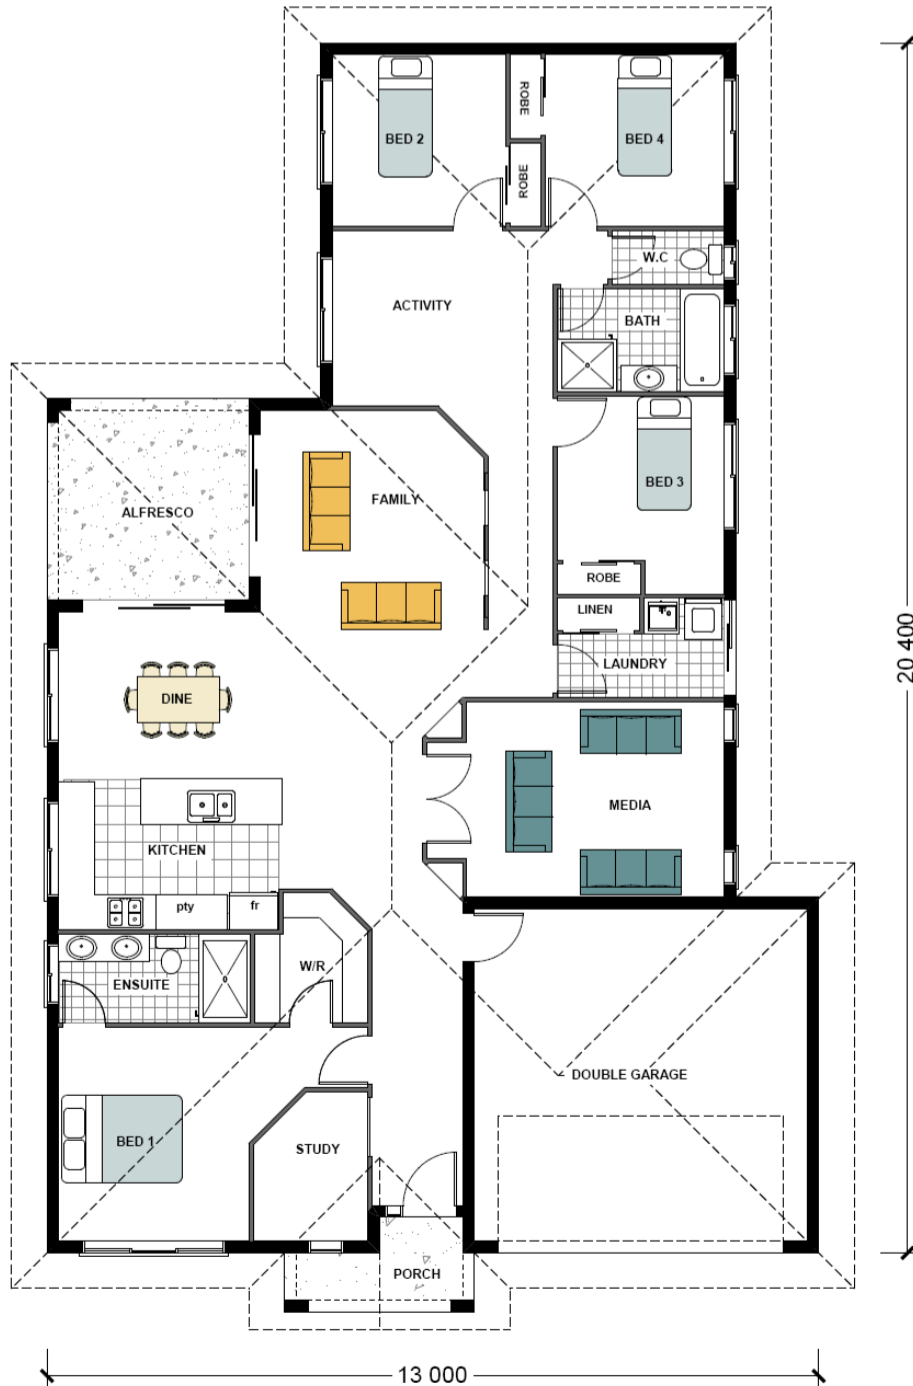 BED 2
ROBE
BED 4
ROBE
W.C
ACTIVITY
BATH
BED 3
FAMILY
ALFRESCO
ROBE
LINEN
20 400
LAUNDRY
DINE
MEDIA
KITCHEN
pty
fr
W/R
ENSUITE
DOUBLE GARAGE
BED 1
STUDY
PORCH
13 000